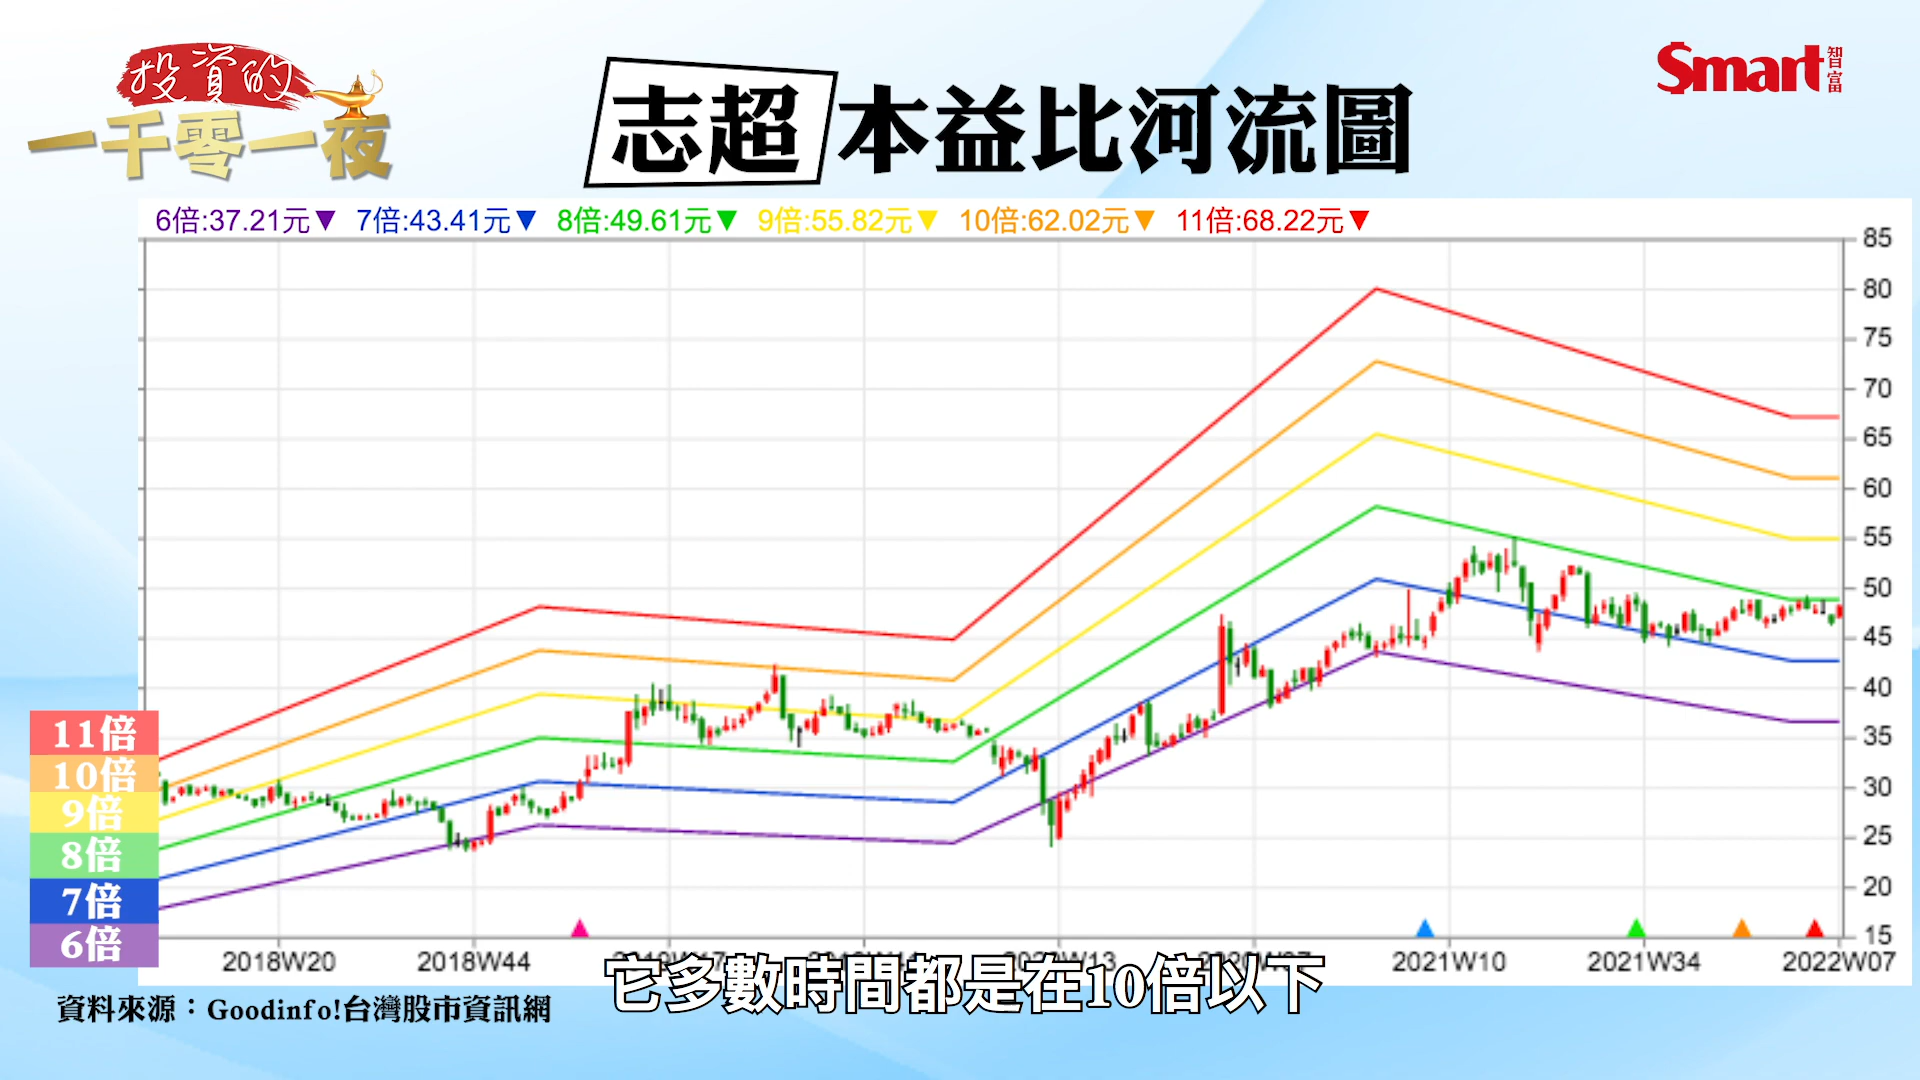 投資的
一千零一夜
志超 本益比河流圖
Smart 智富
6倍:37.21元▼ 7倍:43.41元▼ 8倍:49.61元▼ 9倍:55.82元▼ 10倍:62.02元▼ 11倍:68.22元▼
85
80
75
70
65
60
55
50
45
40
35
30
25
20
15
11倍
10倍
9倍
8倍
7倍
6倍
2018W20 2018W44 2021W10 2021W34 2022W07
它多數時間都是在10倍以下
資料來源：Goodinfo!台灣股市資訊網